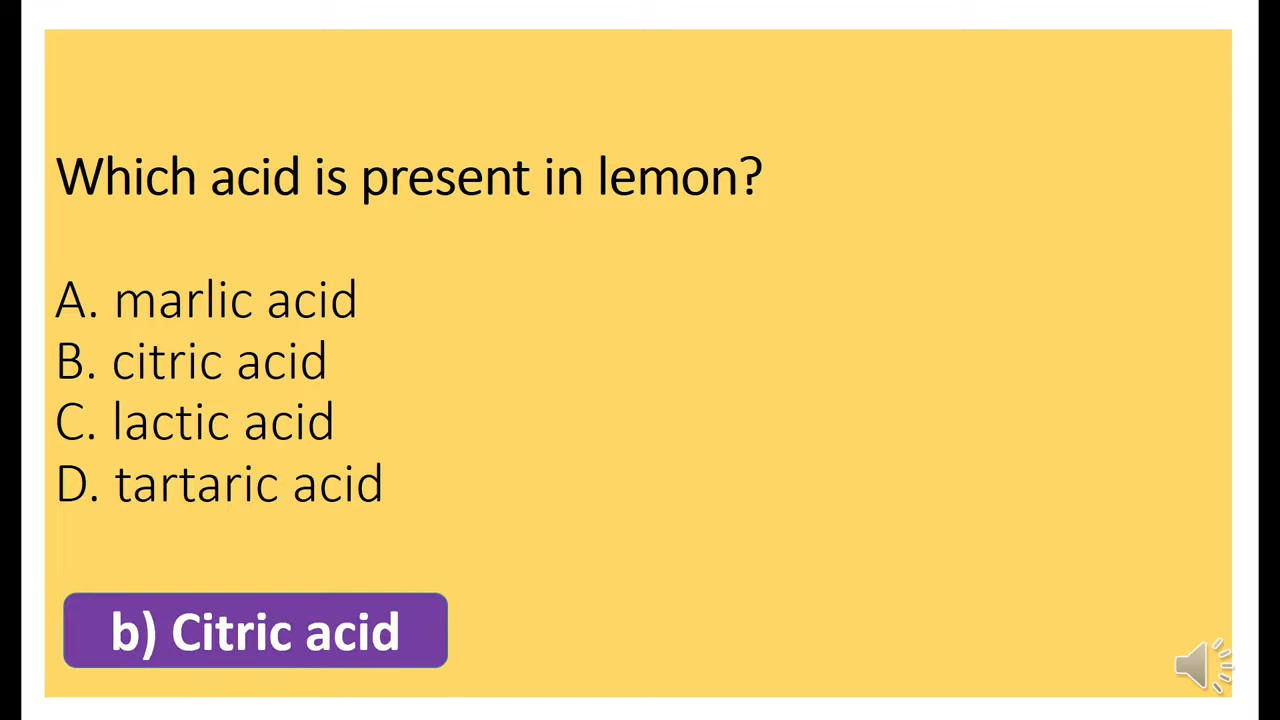 Which acid is present in lemon?
A. marlic acid
B. citric acid
C. lactic acid
D. tartaric acid
b) Citric acid